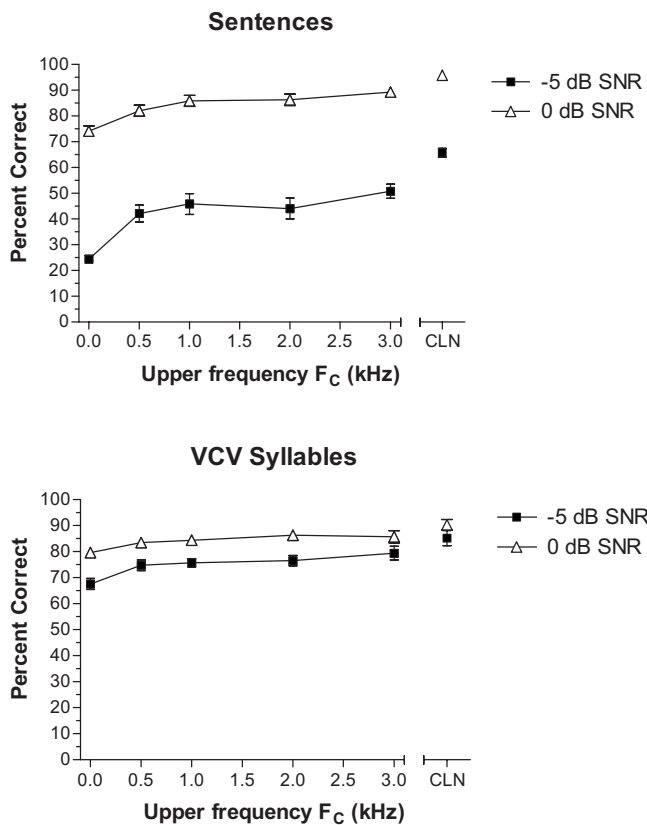 Sentences
100
90
80
70
60
50
40
30
20
10
0
Percent Correct
0.0 0.5 1.0 1.5 2.0 2.5 3.0 CLN
Upper frequency F_C (kHz)
-5 dB SNR
0 dB SNR
VCV Syllables
100
90
80
70
60
50
40
30
20
10
0
Percent Correct
0.0 0.5 1.0 1.5 2.0 2.5 3.0 CLN
Upper frequency F_C (kHz)
-5 dB SNR
0 dB SNR